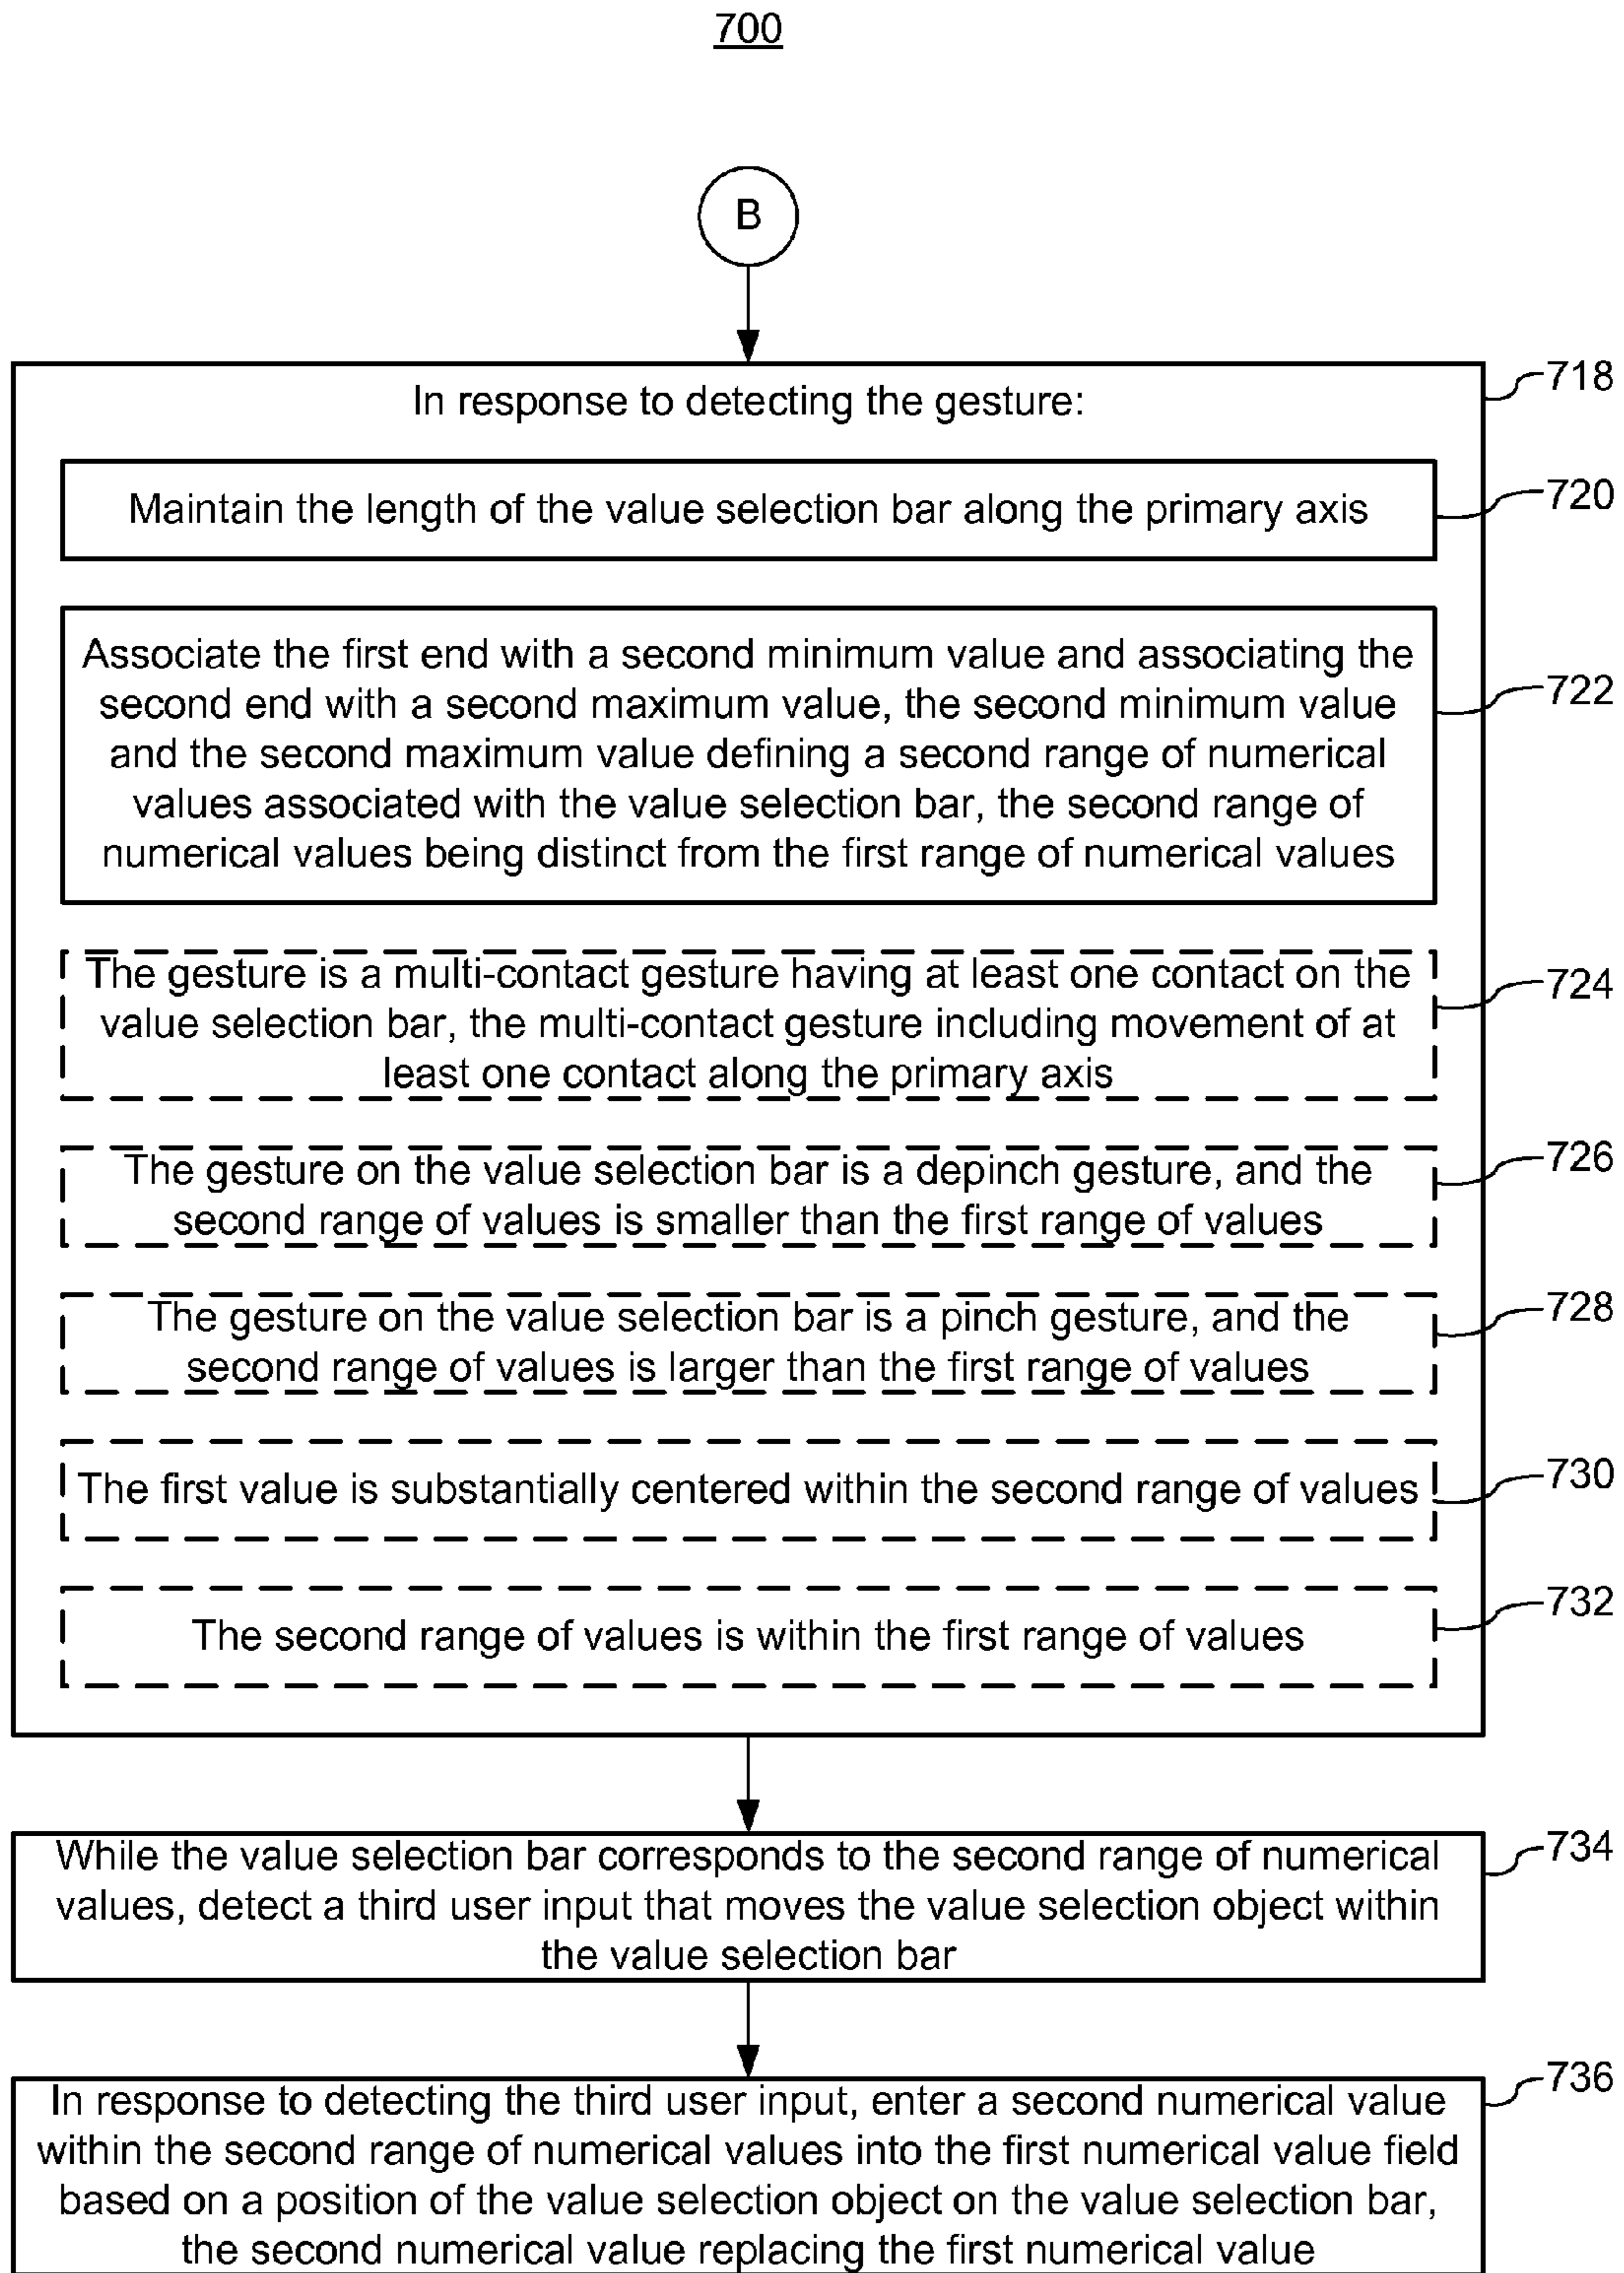 700
B
In response to detecting the gesture:
718
Maintain the length of the value selection bar along the primary axis
720
Associate the first end with a second minimum value and associating the
second end with a second maximum value, the second minimum value
and the second maximum value defining a second range of numerical
values associated with the value selection bar, the second range of
numerical values being distinct from the first range of numerical values
722
The gesture is a multi-contact gesture having at least one contact on the
value selection bar, the multi-contact gesture including movement of at
least one contact along the primary axis
724
The gesture on the value selection bar is a depinch gesture, and the
second range of values is smaller than the first range of values
726
The gesture on the value selection bar is a pinch gesture, and the
second range of values is larger than the first range of values
728
The first value is substantially centered within the second range of values
730
The second range of values is within the first range of values
732
While the value selection bar corresponds to the second range of numerical
values, detect a third user input that moves the value selection object within
the value selection bar
734
In response to detecting the third user input, enter a second numerical value
within the second range of numerical values into the first numerical value field
based on a position of the value selection object on the value selection bar,
the second numerical value replacing the first numerical value
736